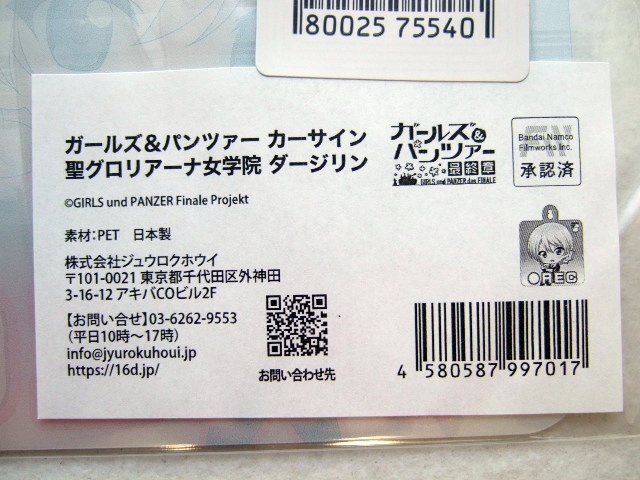 80025 75540
ガールズ&パンツァー カーサイン
聖グロリアーナ女学院 ダージリン
©GIRLS und PANZER Finale Projekt
素材:PET 日本製
株式会社ジュウロクホウイ
〒101-0021 東京都千代田区外神田
3-16-12 アキバCOビル2F
【お問い合せ】03-6262-9553
(平日10時〜17時)
info@jyurokuhoui.jp
https://16d.jp/
お問い合わせ先
ガールズ&
パンツァー
最終章
GIRLS und PANZER das FINALE
Bandai Namco
Filmworks Inc.
承認済
REC
4 580587 997017